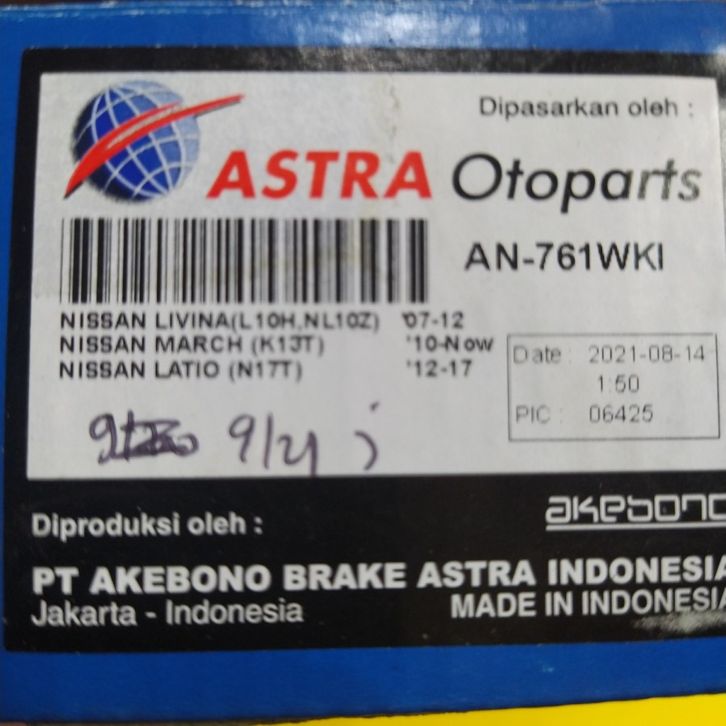 Dipasarkan oleh :
ASTRA Otoparts
AN-761WKI
NISSAN LIVINA(L10H,NL10Z) '07-12
NISSAN MARCH (K13T) '10-Now
NISSAN LATIO (N17T) '12-17
Date : 2021-08-14
1:50
PIC : 06425
9/21
Diproduksi oleh :
akebono
PT AKEBONO BRAKE ASTRA INDONESIA
Jakarta - Indonesia
MADE IN INDONESIA